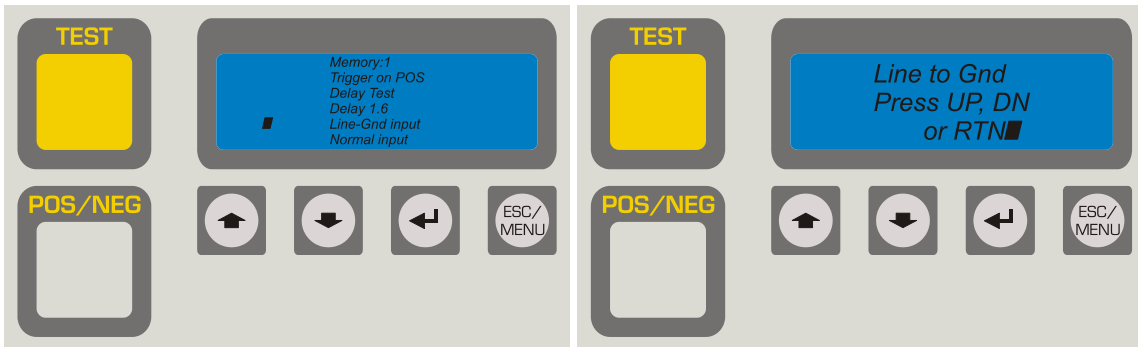 TEST
Memory:1
Trigger on POS
Delay Test
Delay 1.6
Line-Gnd input
Normal input
POS/NEG
ESC/
MENU
TEST
Line to Gnd
Press UP, DN
or RTN
POS/NEG
ESC/
MENU